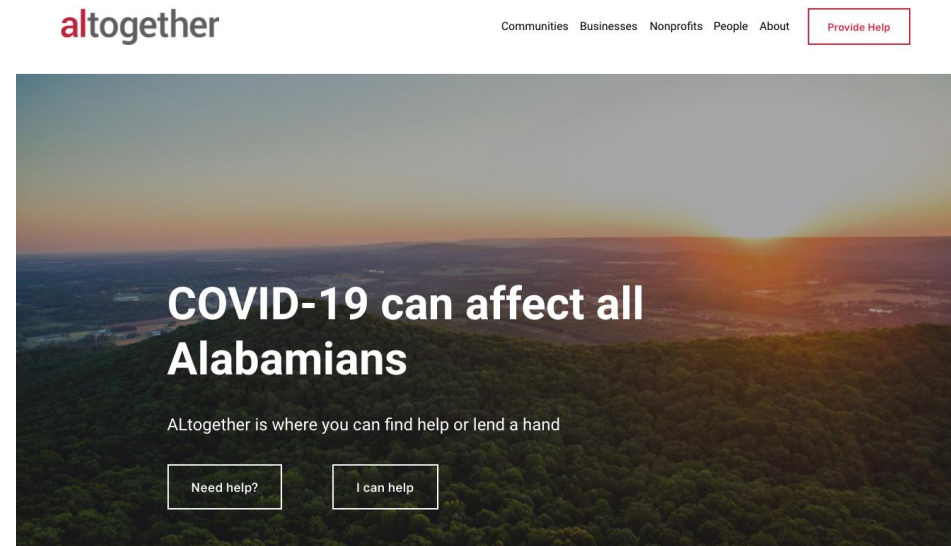 altogether
Communities Businesses Nonprofits People About Provide Help
COVID-19 can affect all
Alabamians
ALtogether is where you can find help or lend a hand
Need help? I can help